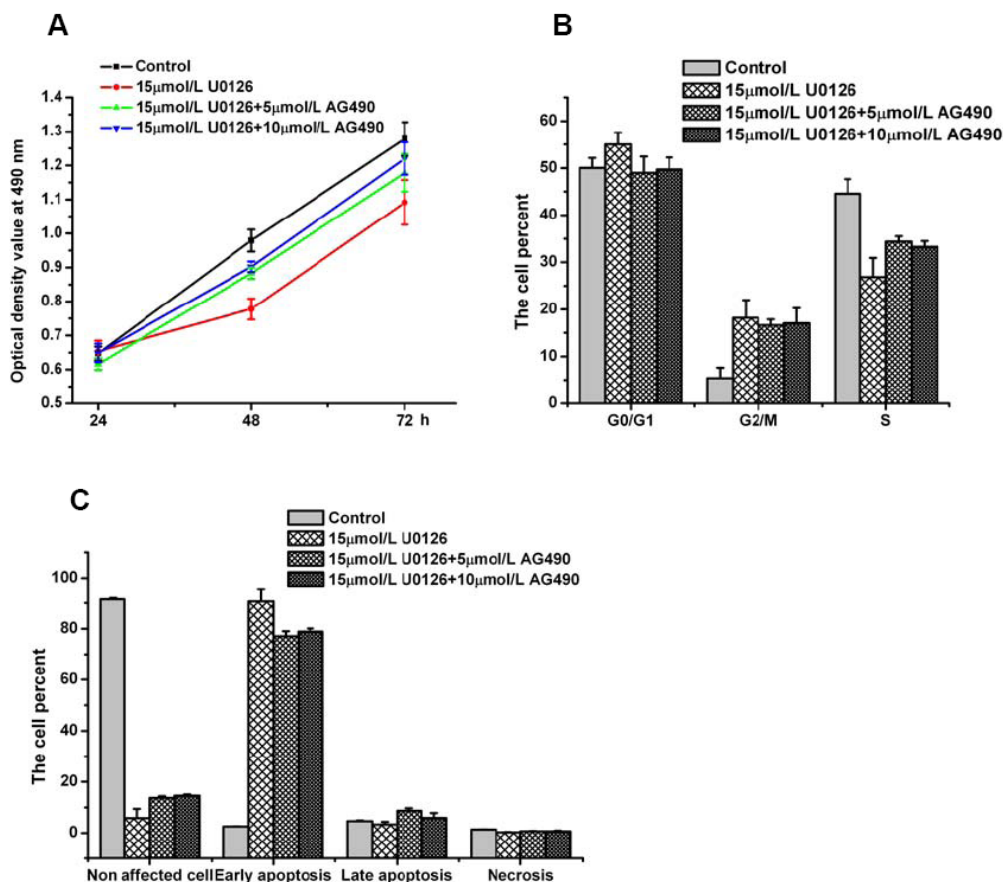 A
Control
15μmol/L U0126
15μmol/L U0126+5μmol/L AG490
15μmol/L U0126+10μmol/L AG490
Optical density value at 490 nm
1.4
1.3
1.2
1.1
1.0
0.9
0.8
0.7
0.6
0.5
24 48 72 h
B
Control
15μmol/L U0126
15μmol/L U0126+5μmol/L AG490
15μmol/L U0126+10μmol/L AG490
The cell percent
60
50
40
30
20
10
0
G0/G1 G2/M S
C
Control
15μmol/L U0126
15μmol/L U0126+5μmol/L AG490
15μmol/L U0126+10μmol/L AG490
The cell percent
100
80
60
40
20
0
Non affected cell Early apoptosis Late apoptosis Necrosis